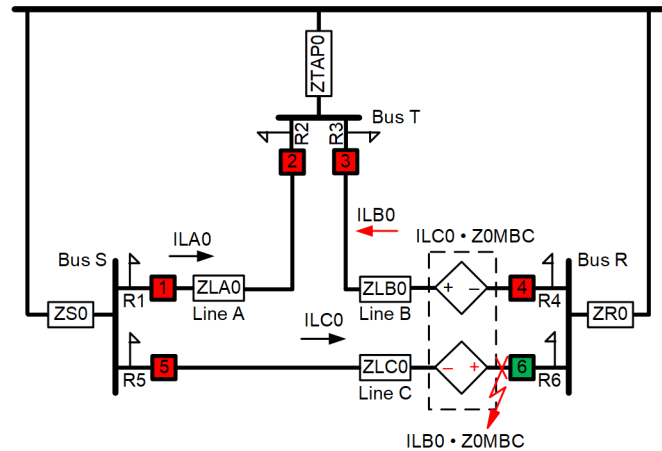 ZTAP0
Bus T
R2
R3
2
3
ILA0
ILB0
ILC0 • Z0MBC
Bus S
Bus R
1
ZLA0
ZLB0
+
–
4
R1
Line A
Line B
R4
ZS0
ZR0
ILC0
5
ZLC0
–
+
6
R5
Line C
R6
ILB0 • Z0MBC